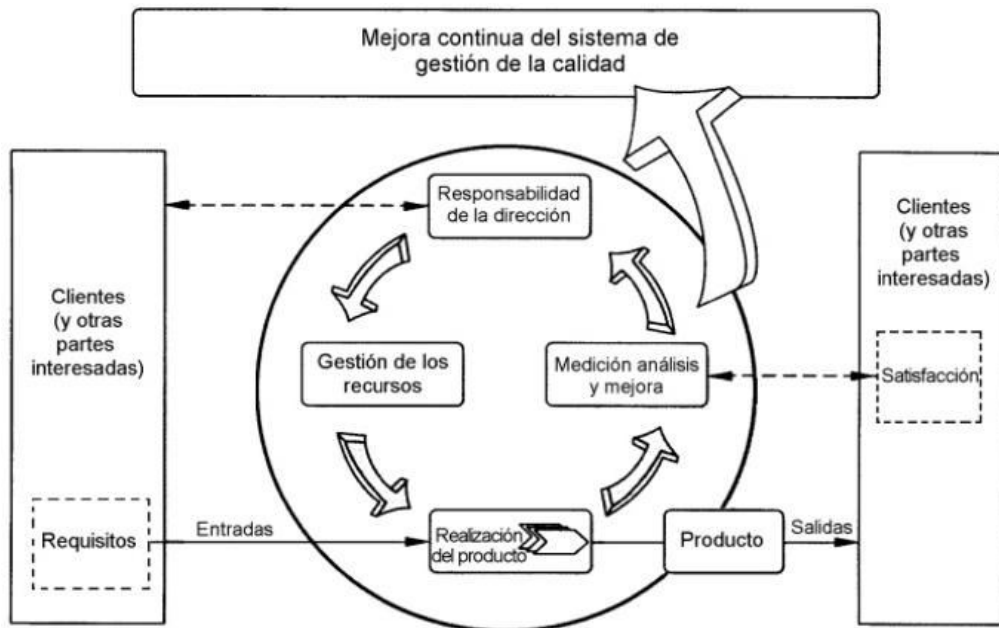 Mejora continua del sistema de
gestión de la calidad
Responsabilidad
de la dirección
Clientes
(y otras
partes
interesadas)
Clientes
(y otras
partes
interesadas)
Gestión de los
recursos
Medición análisis
y mejora
Satisfacción
Requisitos
Entradas
Realización
del producto
Producto
Salidas